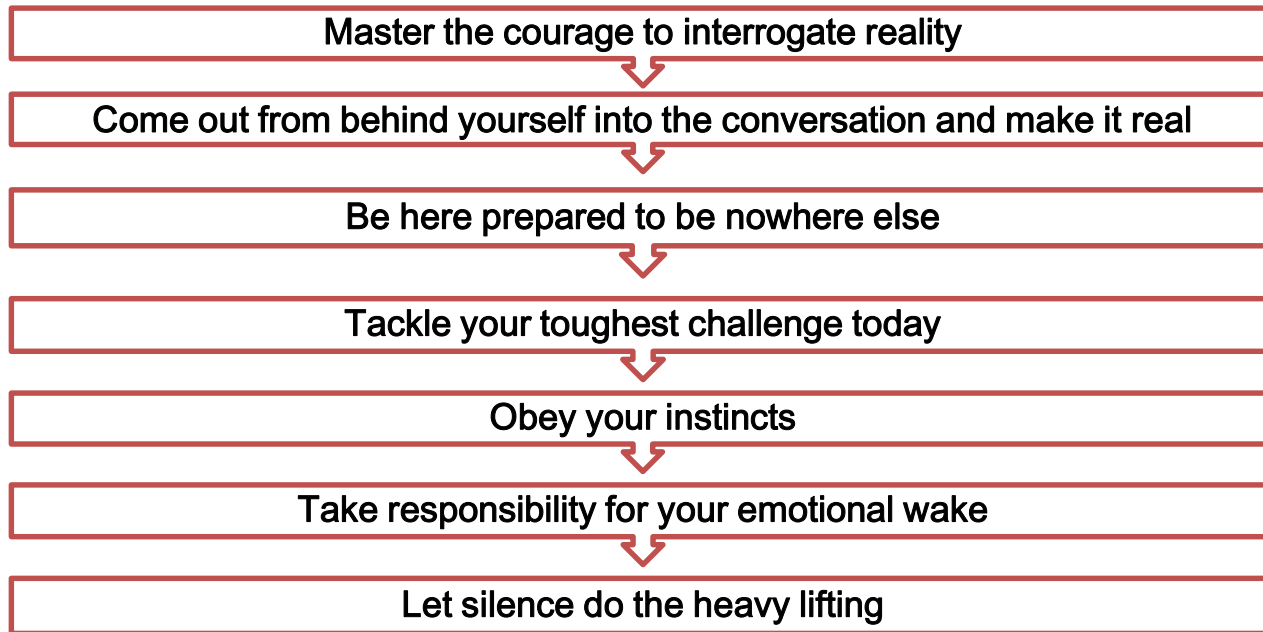 Master the courage to interrogate reality
Come out from behind yourself into the conversation and make it real
Be here prepared to be nowhere else
Tackle your toughest challenge today
Obey your instincts
Take responsibility for your emotional wake
Let silence do the heavy lifting